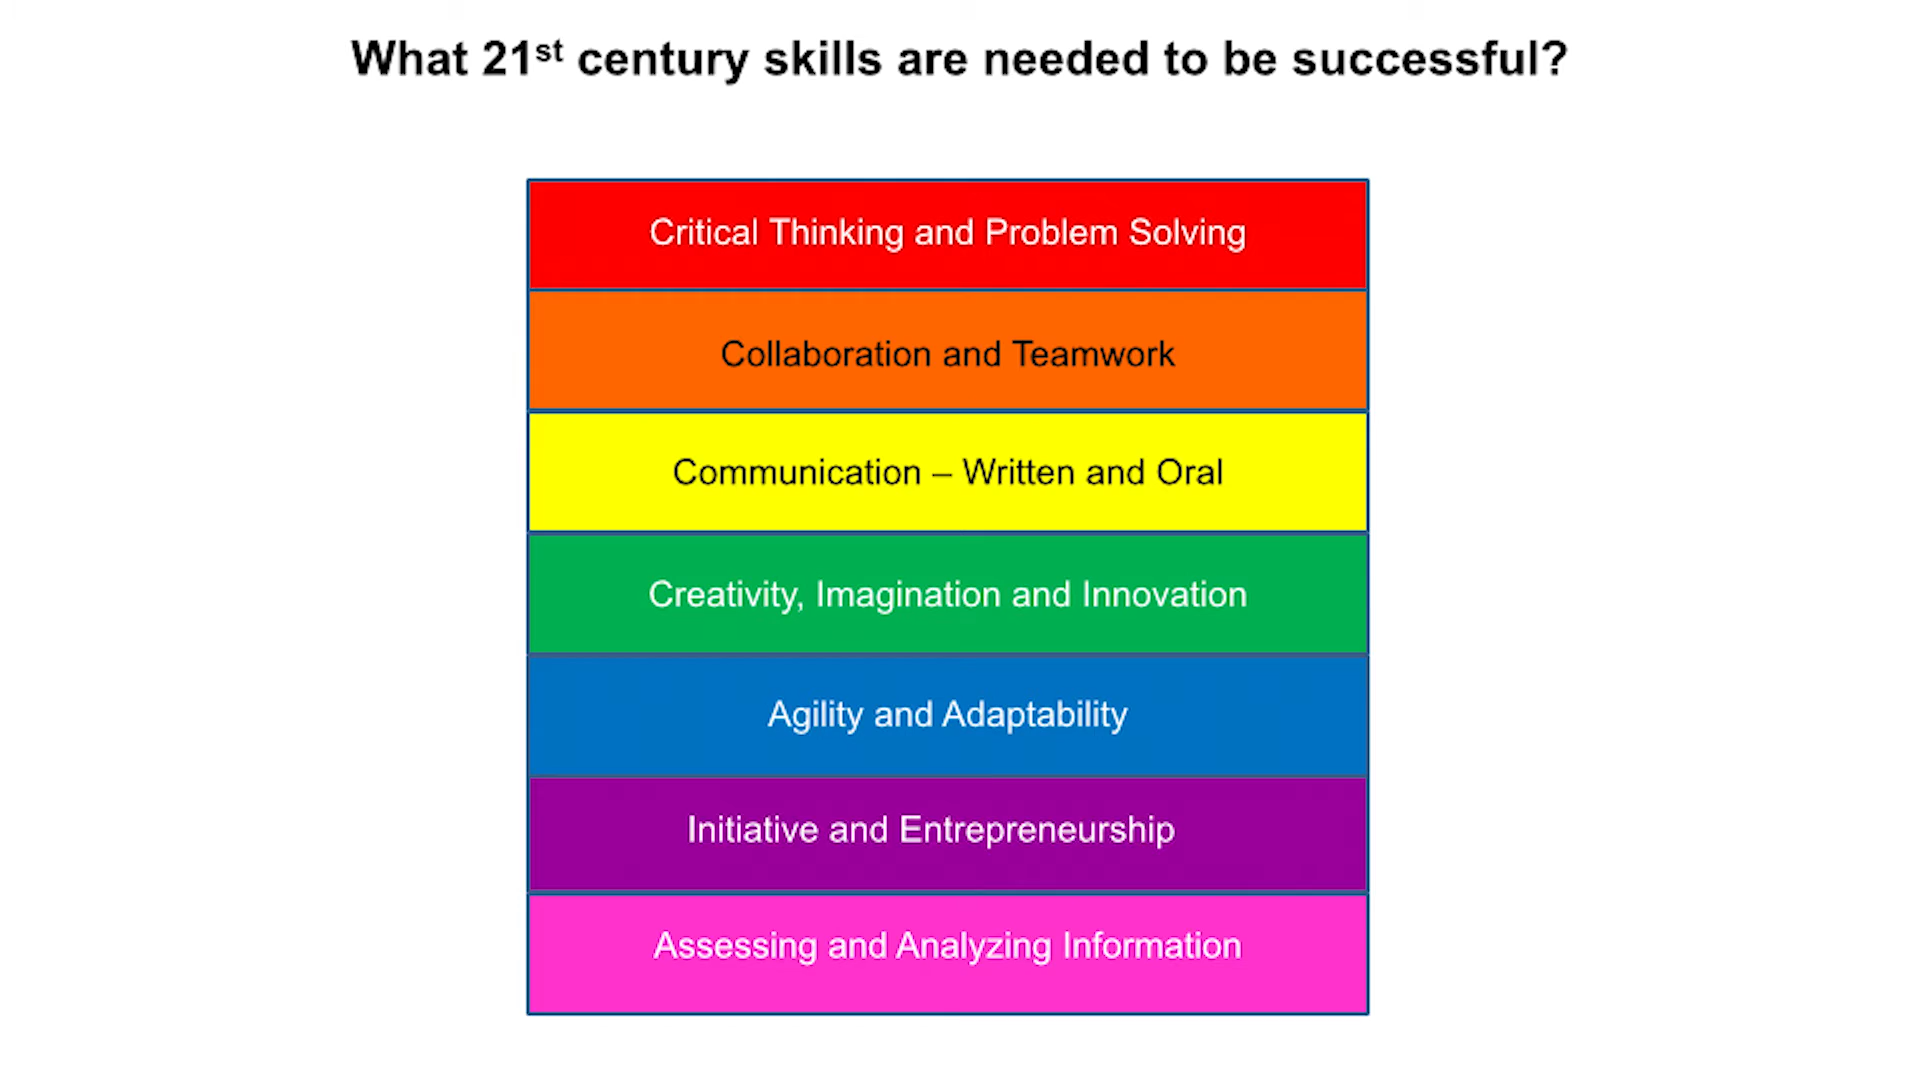 What 21st century skills are needed to be successful?
Critical Thinking and Problem Solving
Collaboration and Teamwork
Communication – Written and Oral
Creativity, Imagination and Innovation
Agility and Adaptability
Initiative and Entrepreneurship
Assessing and Analyzing Information